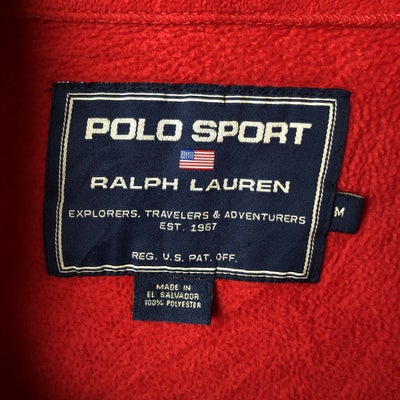 POLO SPORT
RALPH LAUREN
EXPLORERS, TRAVELERS & ADVENTURERS
EST. 1967
REG. U.S. PAT. OFF.
M
MADE IN
EL SALVADOR
100% POLYESTER